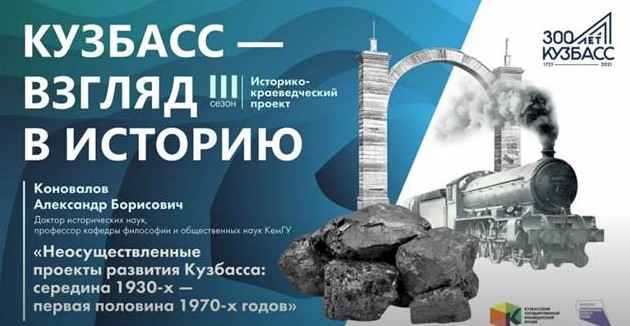 КУЗБАСС —
ВЗГЛЯД
В ИСТОРИЮ
III
сезон
Историко-
краеведческий
проект
300 ЛЕТ
КУЗБАСС
1721 2021
Коновалов
Александр Борисович
Доктор исторических наук,
профессор кафедры философии и общественных наук КемГУ
«Неосуществленные
проекты развития Кузбасса:
середина 1930-х —
первая половина 1970-х годов»
КУЗБАССКИЙ
ГОСУДАРСТВЕННЫЙ
КРАЕВЕДЧЕСКИЙ
МУЗЕЙ